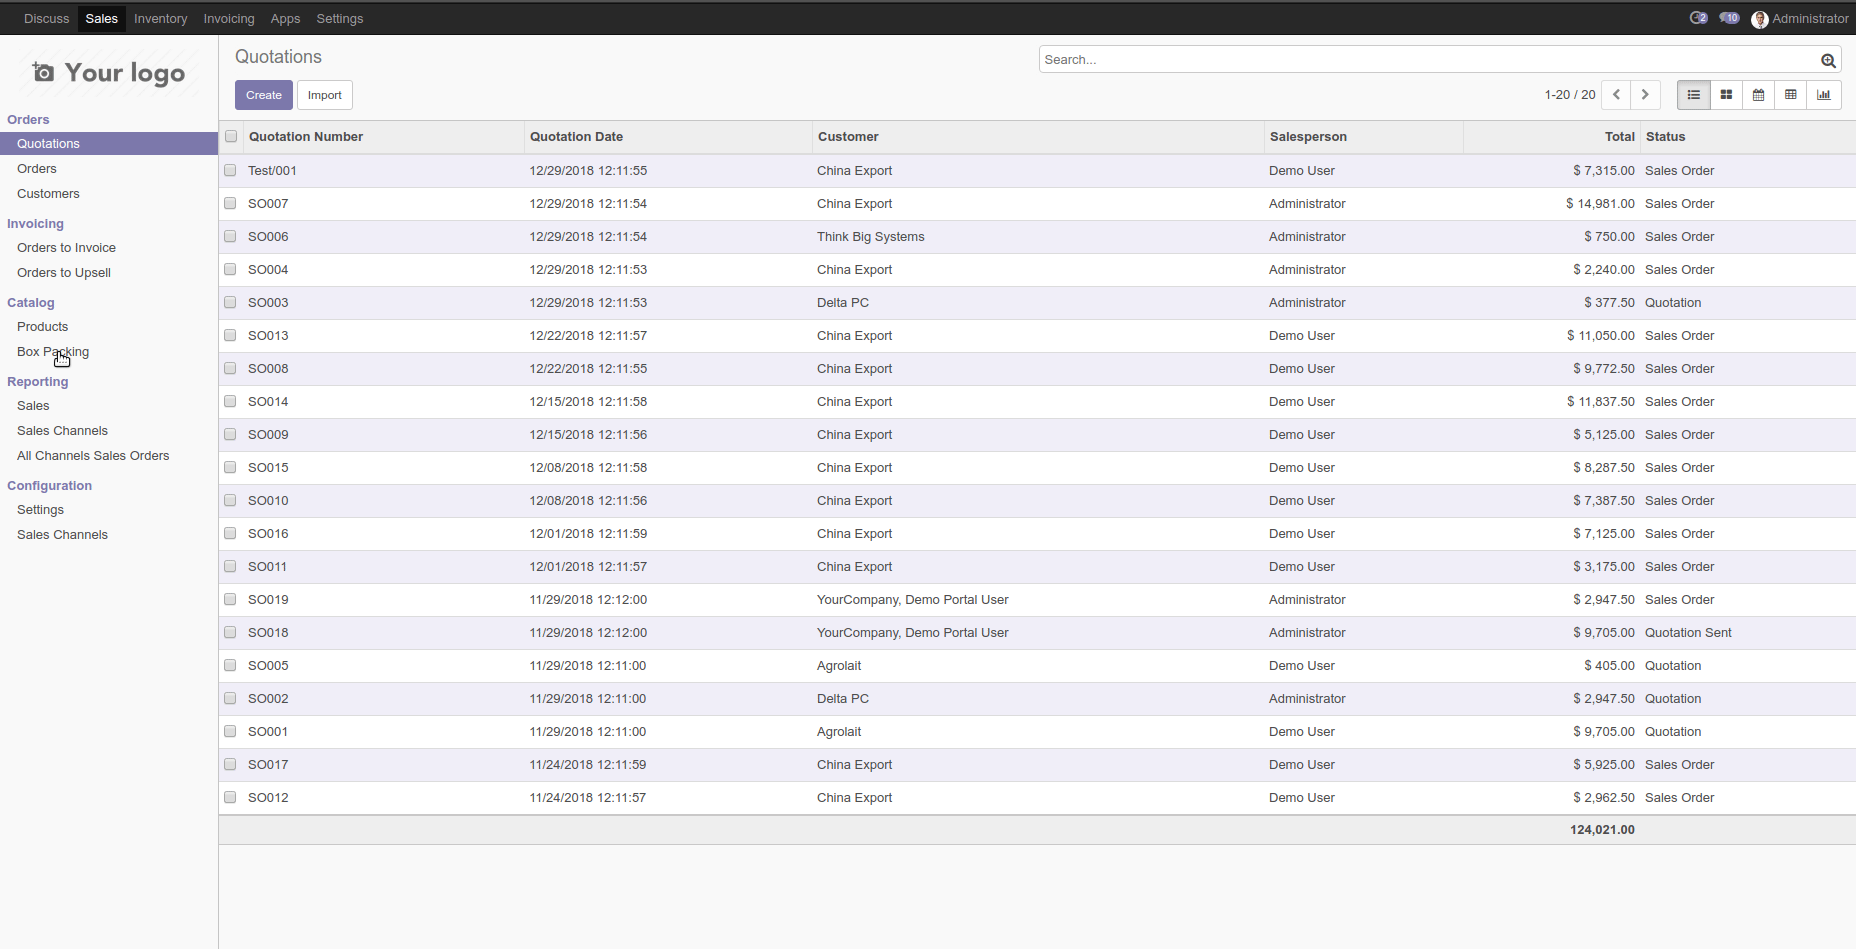 Discuss Sales Inventory Invoicing Apps Settings 2 10 Administrator
Your logo
Orders
Quotations
Orders
Customers
Invoicing
Orders to Invoice
Orders to Upsell
Catalog
Products
Box Packing
Reporting
Sales
Sales Channels
All Channels Sales Orders
Configuration
Settings
Sales Channels
Quotations
Search...
Create Import 1-20 / 20
Quotation Number Quotation Date Customer Salesperson Total Status
Test/001 12/29/2018 12:11:55 China Export Demo User $ 7,315.00 Sales Order
SO007 12/29/2018 12:11:54 China Export Administrator $ 14,981.00 Sales Order
SO006 12/29/2018 12:11:54 Think Big Systems Administrator $ 750.00 Sales Order
SO004 12/29/2018 12:11:53 China Export Administrator $ 2,240.00 Sales Order
SO003 12/29/2018 12:11:53 Delta PC Administrator $ 377.50 Quotation
SO013 12/22/2018 12:11:57 China Export Demo User $ 11,050.00 Sales Order
SO008 12/22/2018 12:11:55 China Export Demo User $ 9,772.50 Sales Order
SO014 12/15/2018 12:11:58 China Export Demo User $ 11,837.50 Sales Order
SO009 12/15/2018 12:11:56 China Export Demo User $ 5,125.00 Sales Order
SO015 12/08/2018 12:11:58 China Export Demo User $ 8,287.50 Sales Order
SO010 12/08/2018 12:11:56 China Export Demo User $ 7,387.50 Sales Order
SO016 12/01/2018 12:11:59 China Export Demo User $ 7,125.00 Sales Order
SO011 12/01/2018 12:11:57 China Export Demo User $ 3,175.00 Sales Order
SO019 11/29/2018 12:12:00 YourCompany, Demo Portal User Administrator $ 2,947.50 Sales Order
SO018 11/29/2018 12:12:00 YourCompany, Demo Portal User Administrator $ 9,705.00 Quotation Sent
SO005 11/29/2018 12:11:00 Agrolait Demo User $ 405.00 Quotation
SO002 11/29/2018 12:11:00 Delta PC Administrator $ 2,947.50 Quotation
SO001 11/29/2018 12:11:00 Agrolait Demo User $ 9,705.00 Quotation
SO017 11/24/2018 12:11:59 China Export Demo User $ 5,925.00 Sales Order
SO012 11/24/2018 12:11:57 China Export Demo User $ 2,962.50 Sales Order
124,021.00